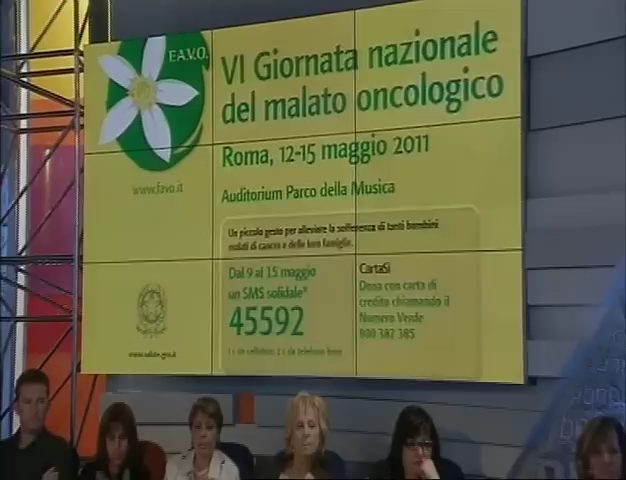 F.A.V.O.
VI Giornata nazionale
del malato oncologico
Roma, 12-15 maggio 2011
www.favo.it
Auditorium Parco della Musica
Un piccolo gesto per alleviare la sofferenza di tanti bambini
malati di cancro e delle loro famiglie.
Dal 9 al 15 maggio
un SMS solidale*
45592
CartaSi
Dona con carta di
credito chiamando il
Numero Verde
800 382 385
www.salute.gov.it